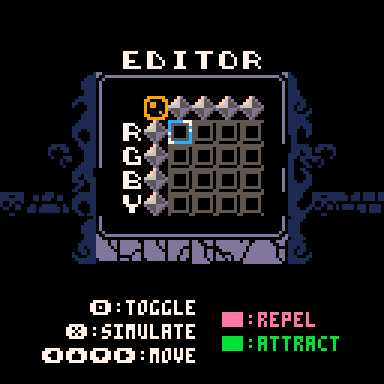 EDITOR
R
G
B
Y
:TOGGLE
:SIMULATE
:MOVE
:REPEL
:ATTRACT